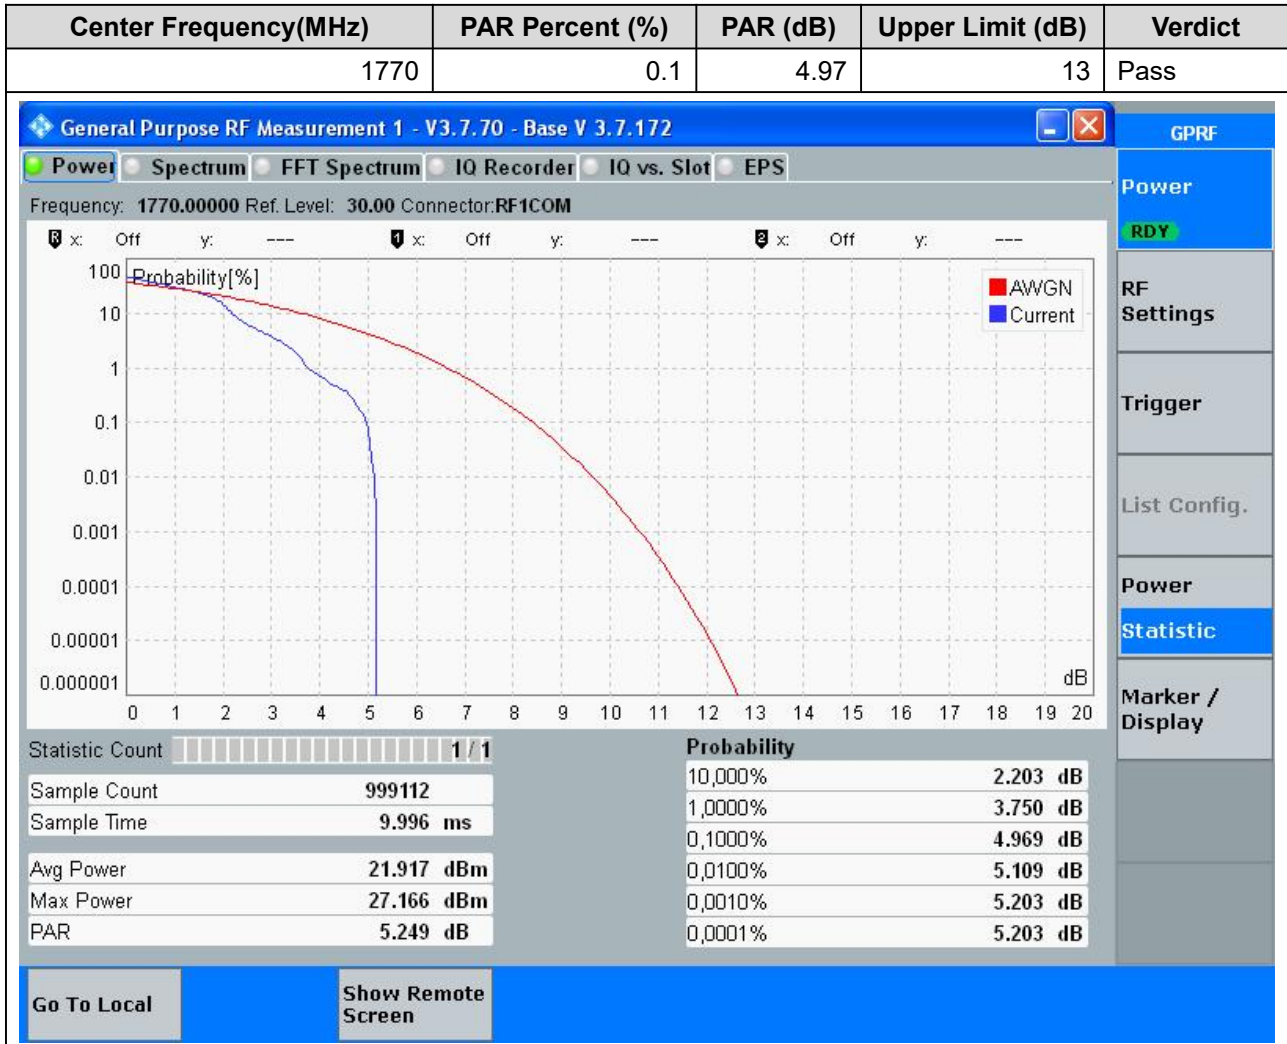 Center Frequency(MHz) PAR Percent (%) PAR (dB) Upper Limit (dB) Verdict
1770 0.1 4.97 13 Pass
General Purpose RF Measurement 1 - V3.7.70 - Base V 3.7.172
GPRF
Power Spectrum FFT Spectrum IQ Recorder IQ vs. Slot EPS
Power
RDY
Frequency: 1770.00000 Ref. Level: 30.00 Connector:RF1COM
R x: Off y: --- 1 x: Off y: --- 2 x: Off y: ---
100 Probability[%]
AWGN
Current
10
1
0.1
0.01
0.001
0.0001
0.00001
0.000001
dB
0 1 2 3 4 5 6 7 8 9 10 11 12 13 14 15 16 17 18 19 20
RF
Settings
Trigger
List Config.
Power
Statistic
Marker /
Display
Statistic Count 1 / 1
Sample Count 999112
Sample Time 9.996 ms
Avg Power 21.917 dBm
Max Power 27.166 dBm
PAR 5.249 dB
Probability
10,000% 2.203 dB
1,0000% 3.750 dB
0,1000% 4.969 dB
0,0100% 5.109 dB
0,0010% 5.203 dB
0,0001% 5.203 dB
Go To Local
Show Remote
Screen